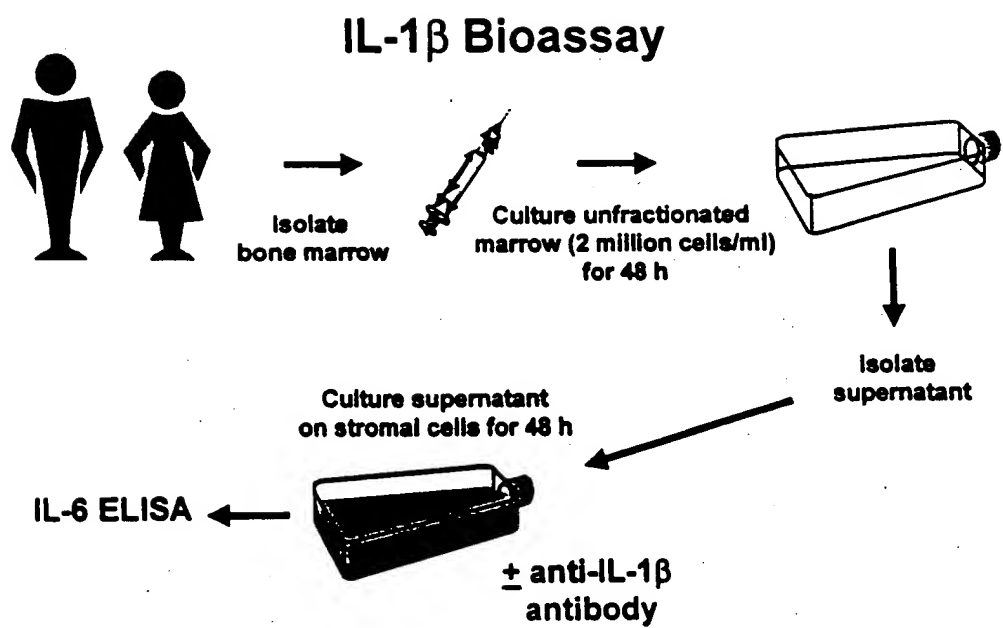 IL-1β Bioassay
Isolate
bone marrow
Culture unfractionated
marrow (2 million cells/ml)
for 48 h
Isolate
supernatant
Culture supernatant
on stromal cells for 48 h
IL-6 ELISA
± anti-IL-1β
antibody